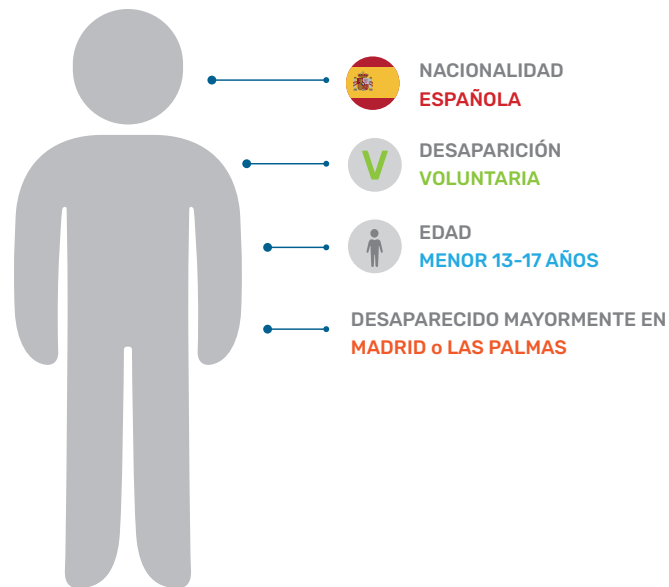 NACIONALIDAD
ESPAÑOLA
V
DESAPARICIÓN
VOLUNTARIA
EDAD
MENOR 13-17 AÑOS
DESAPARECIDO MAYORMENTE EN
MADRID o LAS PALMAS